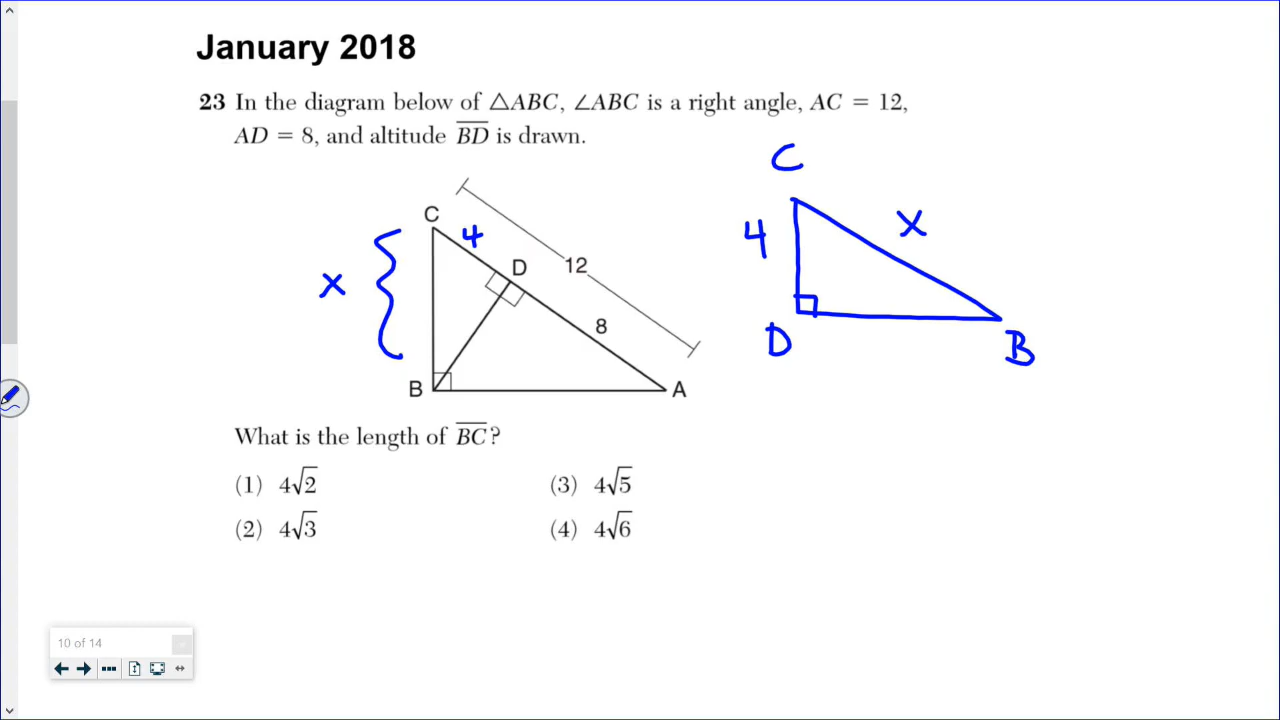 January 2018
23 In the diagram below of △ABC, ∠ABC is a right angle, AC = 12,
AD = 8, and altitude \overline{BD} is drawn.
C
4
D
12
x
8
B
A
C
4
x
D
B
What is the length of \overline{BC}?
(1) 4√2
(3) 4√5
(2) 4√3
(4) 4√6
10 of 14